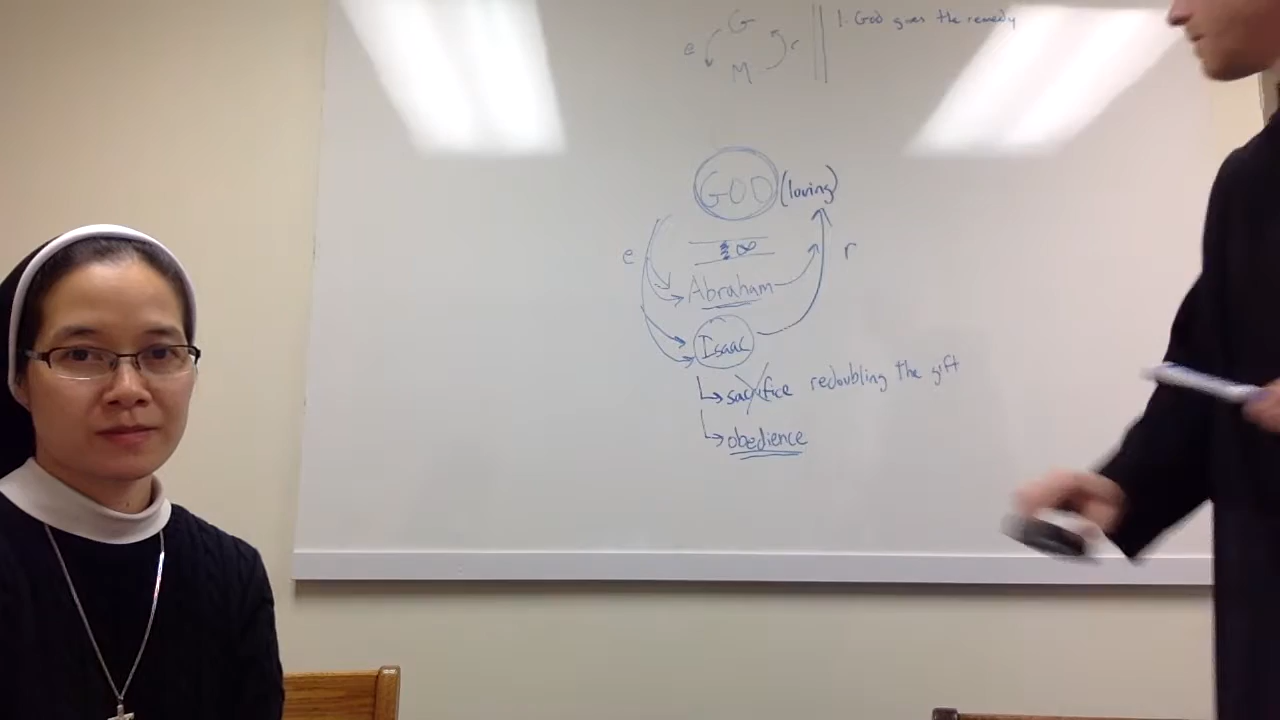 G
e
r
M
1. God gives the remedy
GOD (loving)
∞
e
r
Abraham
Isaac
sacrifice redoubling the gift
obedience